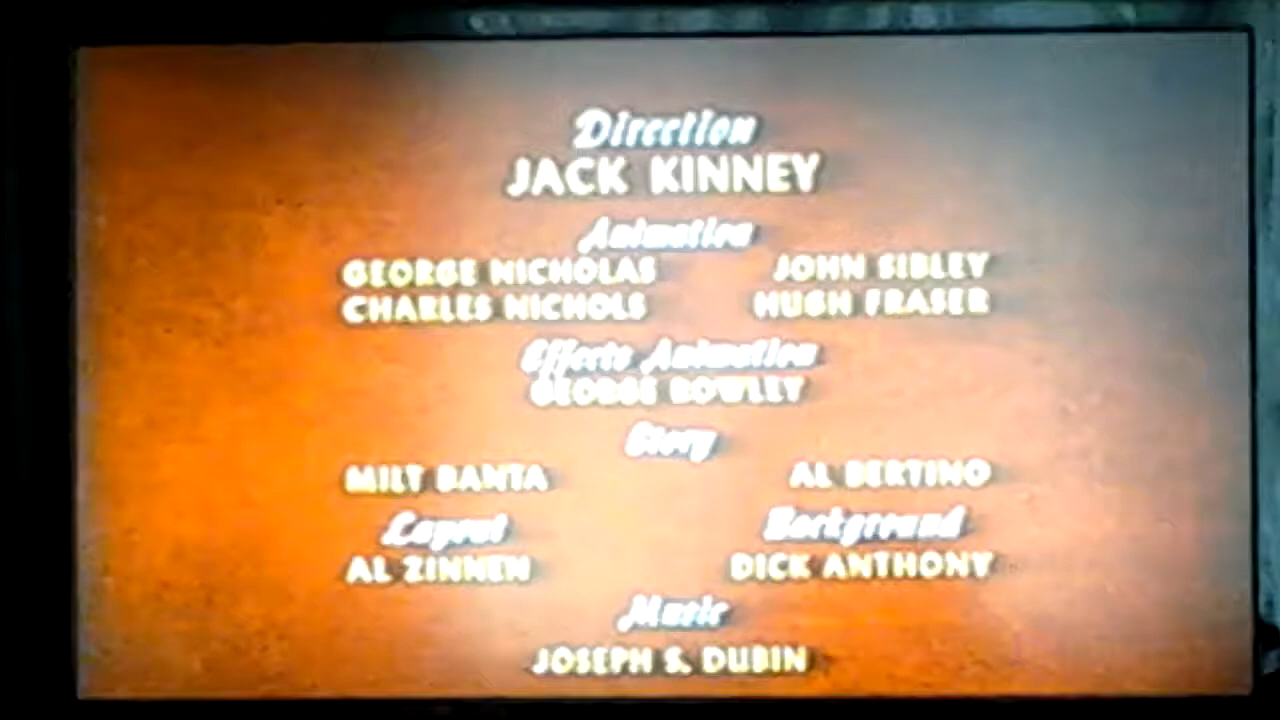 Direction
JACK KINNEY
Animation
GEORGE NICHOLAS JOHN SIBLEY
CHARLES NICHOLS HUGH FRASER
Effects Animation
GEORGE ROWLEY
Story
MILT BANTA AL BERTINO
Layout Background
AL ZINNEN DICK ANTHONY
Music
JOSEPH S. DUBIN